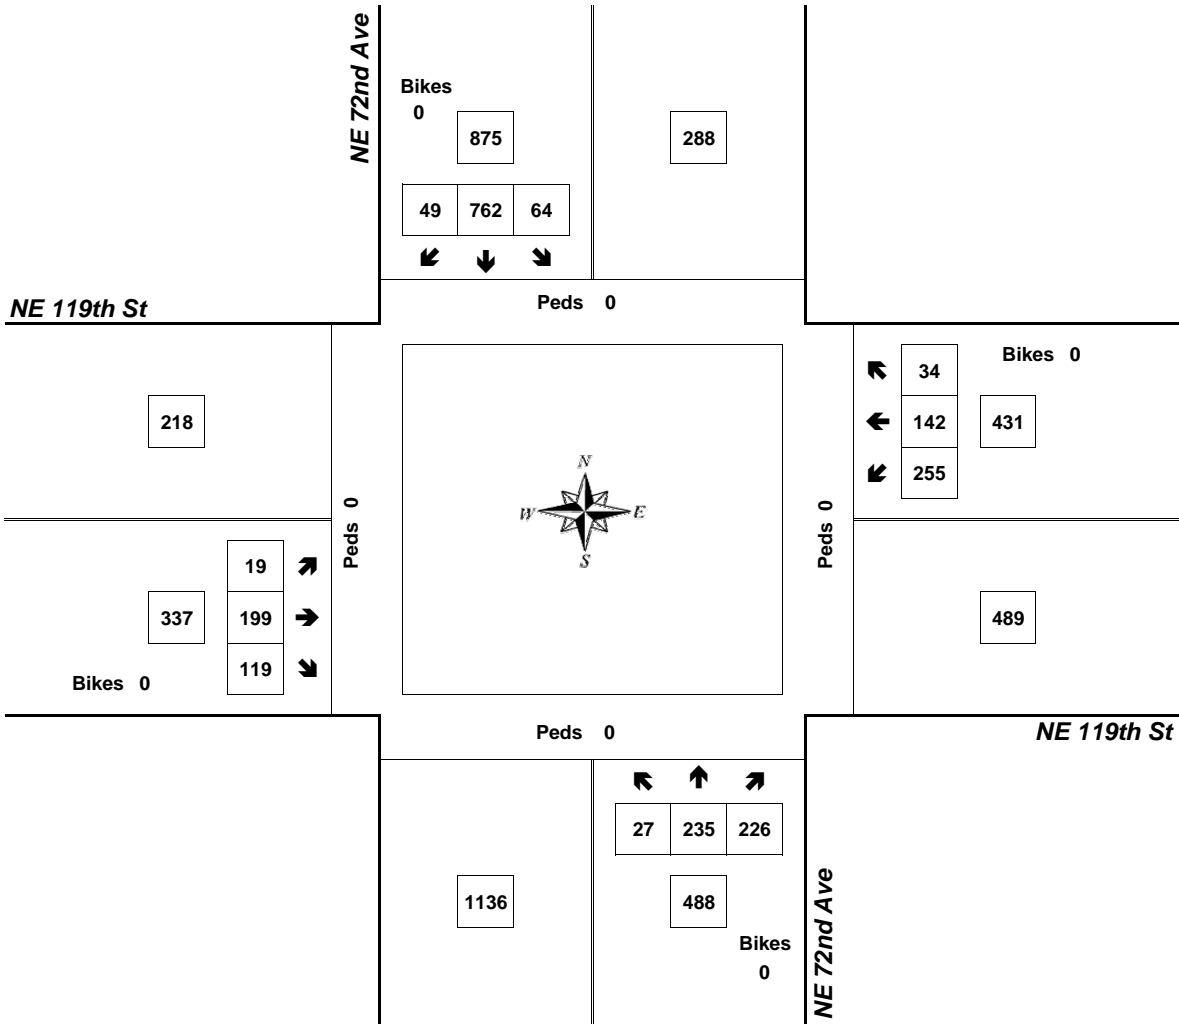 NE 72nd Ave
Bikes
0
875
288
49 762 64
NE 119th St
Peds 0
34
Bikes 0
218
142
431
255
N
W E
S
Peds 0
Peds 0
19
337
199
489
119
Bikes 0
Peds 0
NE 119th St
27 235 226
1136
488
NE 72nd Ave
Bikes
0